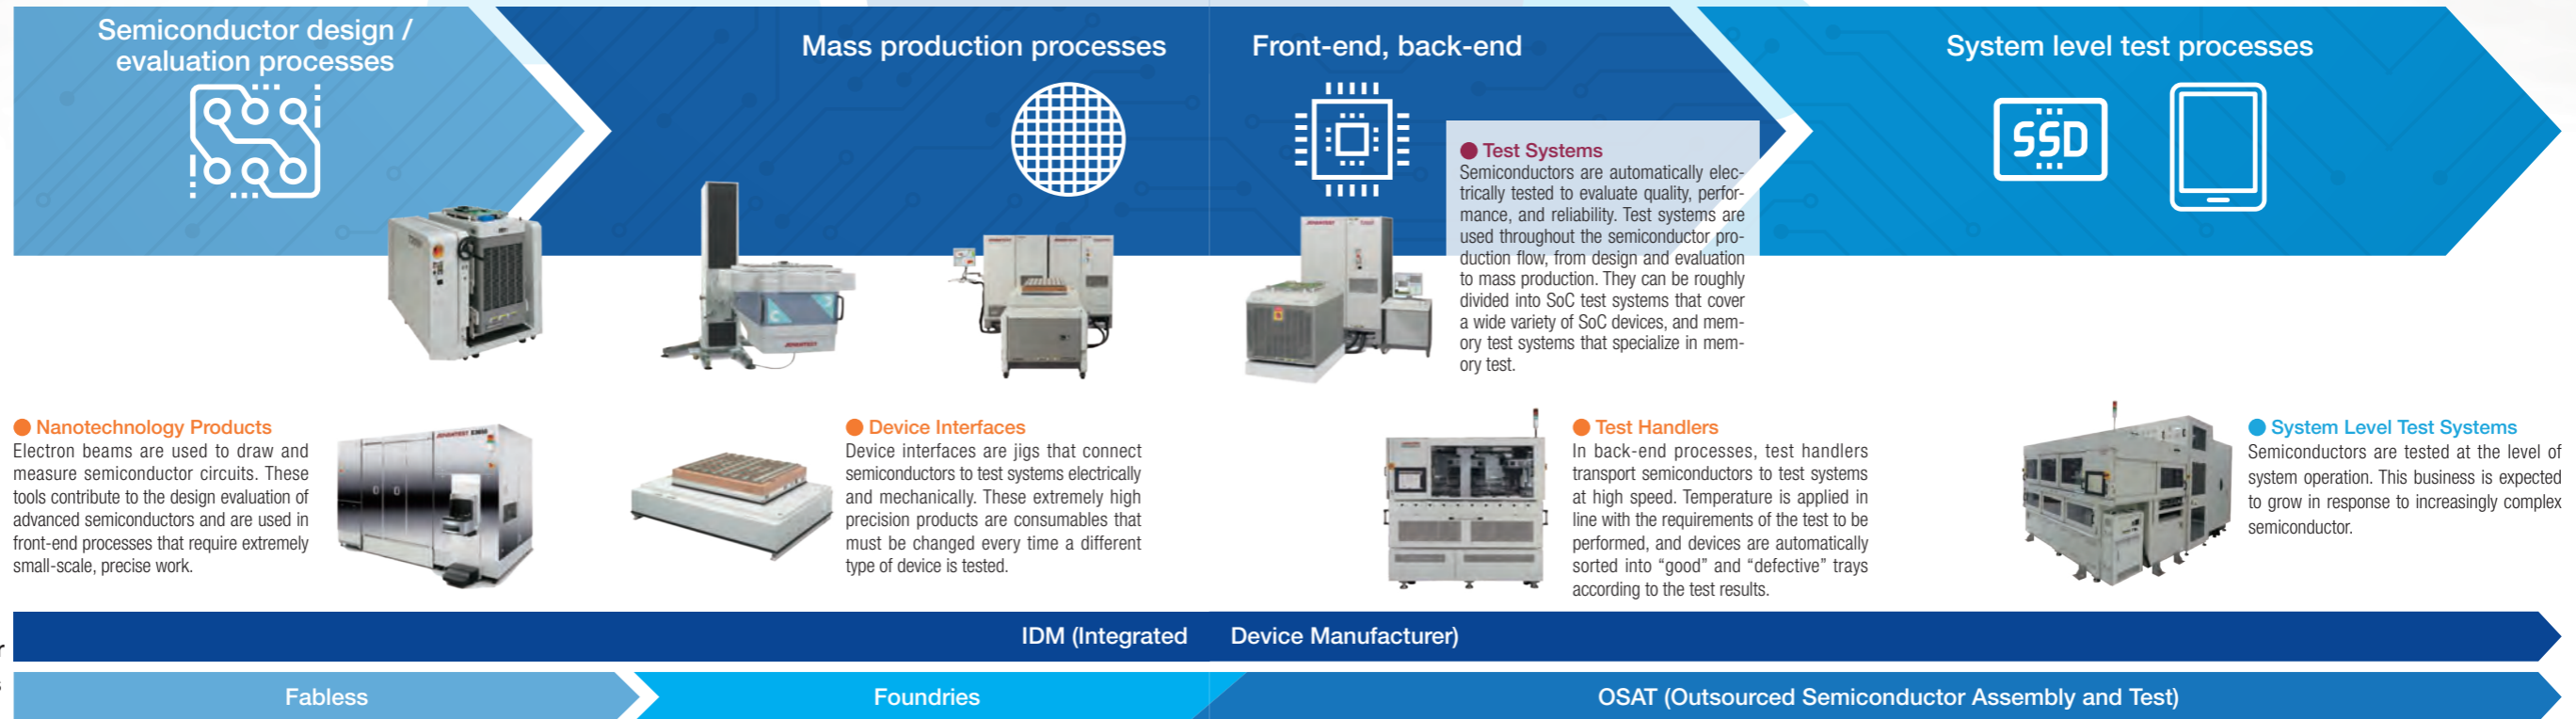 Semiconductor design /
evaluation processes
Mass production processes
Front-end, back-end
System level test processes
SSD
Test Systems
Semiconductors are automatically elec-
trically tested to evaluate quality, perfor-
mance, and reliability. Test systems are
used throughout the semiconductor pro-
duction flow, from design and evaluation
to mass production. They can be roughly
divided into SoC test systems that cover
a wide variety of SoC devices, and mem-
ory test systems that specialize in mem-
ory test.
Nanotechnology Products
Electron beams are used to draw and
measure semiconductor circuits. These
tools contribute to the design evaluation of
advanced semiconductors and are used in
front-end processes that require extremely
small-scale, precise work.
ADVANTEST
Device Interfaces
Device interfaces are jigs that connect
semiconductors to test systems electrically
and mechanically. These extremely high
precision products are consumables that
must be changed every time a different
type of device is tested.
Test Handlers
In back-end processes, test handlers
transport semiconductors to test systems
at high speed. Temperature is applied in
line with the requirements of the test to be
performed, and devices are automatically
sorted into “good” and “defective” trays
according to the test results.
System Level Test Systems
Semiconductors are tested at the level of
system operation. This business is expected
to grow in response to increasingly complex
semiconductor.
IDM (Integrated Device Manufacturer)
Fabless
Foundries
OSAT (Outsourced Semiconductor Assembly and Test)